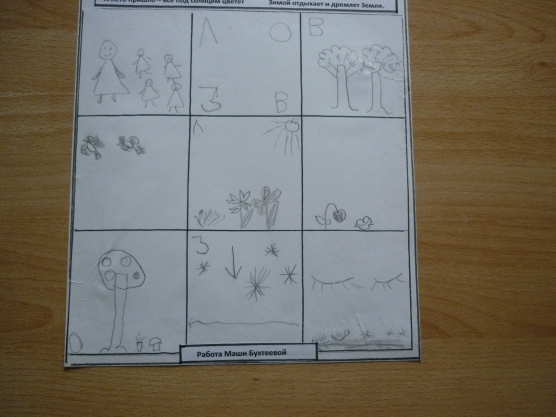 Лето пришло – все под солнцем цветет Зимой отдыхает и дремлет Земля.
Л О
З В
В
Л
О
З
Работа Маши Бухтеевой